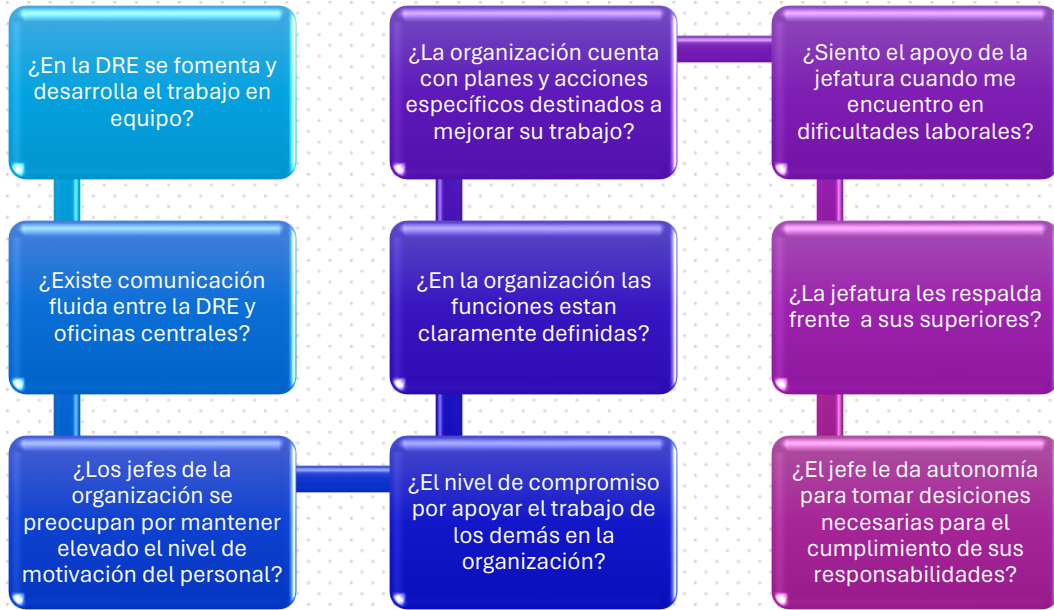 ¿En la DRE se fomenta y
desarrolla el trabajo en
equipo?
¿Existe comunicación
fluida entre la DRE y
oficinas centrales?
¿Los jefes de la
organización se
preocupan por mantener
elevado el nivel de
motivación del personal?
¿El nivel de compromiso
por apoyar el trabajo de
los demás en la
organización?
¿En la organización las
funciones estan
claramente definidas?
¿La organización cuenta
con planes y acciones
específicos destinados a
mejorar su trabajo?
¿Siento el apoyo de la
jefatura cuando me
encuentro en
dificultades laborales?
¿La jefatura les respalda
frente a sus superiores?
¿El jefe le da autonomía
para tomar desiciones
necesarias para el
cumplimiento de sus
responsabilidades?